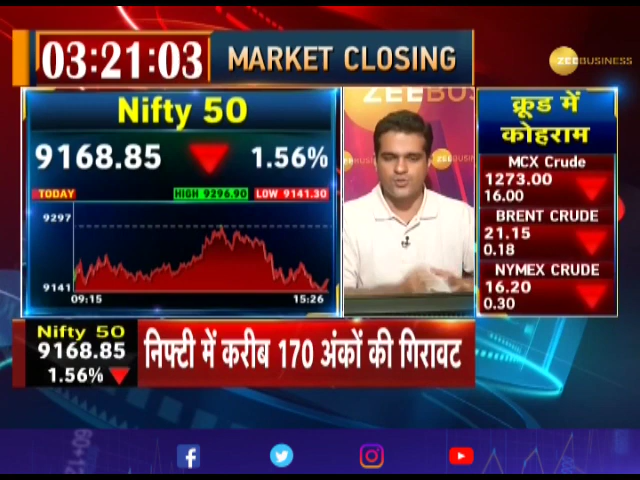 03:21:03
MARKET CLOSING
ZEEBUSINESS
Nifty 50
9168.85
1.56%
TODAY
HIGH 9296.90
LOW 9141.30
9297
9141
09:15
15:26
ZEEBUS
ZEEBUSINESS
क्रूड में
कोहराम
MCX Crude
1273.00
16.00
BRENT CRUDE
21.15
0.18
NYMEX CRUDE
16.20
0.30
Nifty 50
9168.85
1.56%
निफ्टी में करीब 170 अंकों की गिरावट